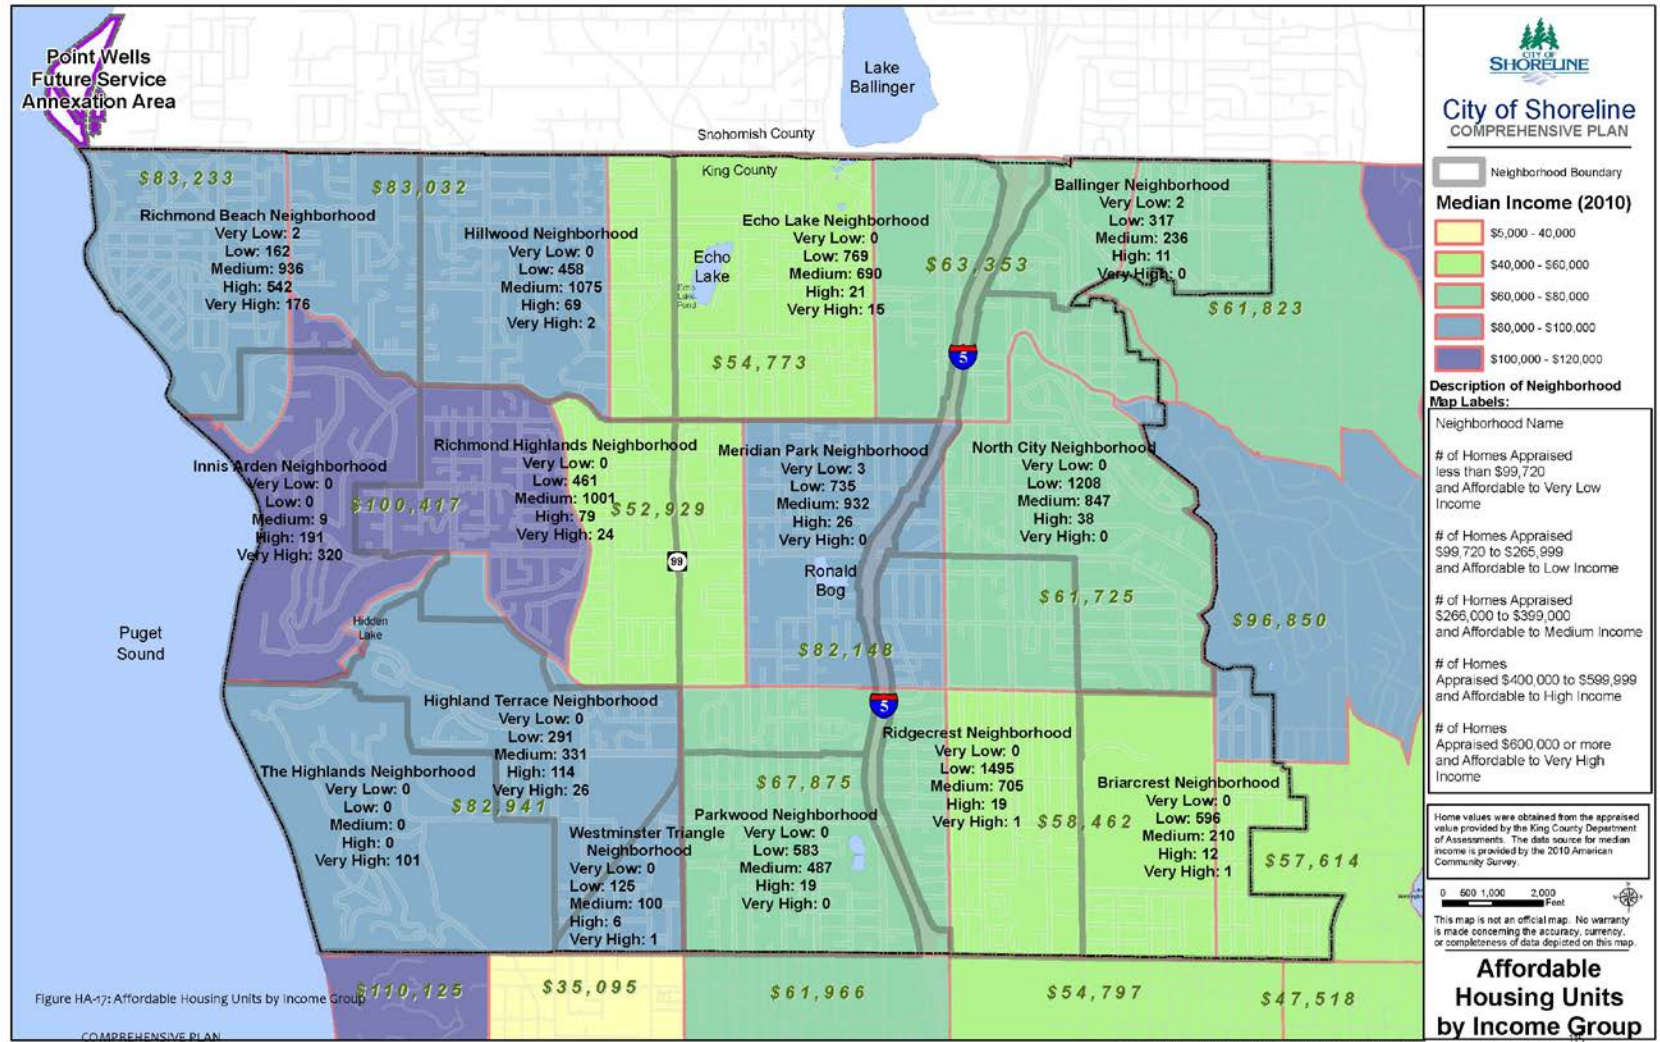 Point Wells
Future Service
Annexation Area
Lake
Ballinger
Snohomish County
King County
$83,233
$83,032
Richmond Beach Neighborhood
Very Low: 2
Low: 162
Medium: 936
High: 542
Very High: 176
Hillwood Neighborhood
Very Low: 0
Low: 458
Medium: 1075
High: 69
Very High: 2
Echo
Lake
Echo
Lake
Pond
Echo Lake Neighborhood
Very Low: 0
Low: 769
Medium: 690
High: 21
Very High: 15
$54,773
$63,353
Ballinger Neighborhood
Very Low: 2
Low: 317
Medium: 236
High: 11
Very High: 0
$61,823
5
Innis Arden Neighborhood
Very Low: 0
Low: 0
Medium: 9
High: 191
Very High: 320
$100,417
Richmond Highlands Neighborhood
Very Low: 0
Low: 461
Medium: 1001
High: 79
Very High: 24
$52,929
99
Meridian Park Neighborhood
Very Low: 3
Low: 735
Medium: 932
High: 26
Very High: 0
Ronald
Bog
$82,148
North City Neighborhood
Very Low: 0
Low: 1208
Medium: 847
High: 38
Very High: 0
$61,725
$96,850
Puget
Sound
Hidden
Lake
Highland Terrace Neighborhood
Very Low: 0
Low: 291
Medium: 331
High: 114
Very High: 26
The Highlands Neighborhood
Very Low: 0
Low: 0
Medium: 0
High: 0
Very High: 101
$82,941
Westminster Triangle
Neighborhood
Very Low: 0
Low: 125
Medium: 100
High: 6
Very High: 1
$67,875
Parkwood Neighborhood
Very Low: 0
Low: 583
Medium: 487
High: 19
Very High: 0
5
Ridgecrest Neighborhood
Very Low: 0
Low: 1495
Medium: 705
High: 19
Very High: 1
$58,462
Briarcrest Neighborhood
Very Low: 0
Low: 596
Medium: 210
High: 12
Very High: 1
$57,614
$110,125
$35,095
$61,966
$54,797
$47,518
Figure HA-17: Affordable Housing Units by Income Group
COMPREHENSIVE PLAN
CITY OF
SHORELINE
City of Shoreline
COMPREHENSIVE PLAN
Neighborhood Boundary
Median Income (2010)
$5,000 - 40,000
$40,000 - $60,000
$60,000 - $80,000
$80,000 - $100,000
$100,000 - $120,000
Description of Neighborhood
Map Labels:
Neighborhood Name
# of Homes Appraised
less than $99,720
and Affordable to Very Low
Income
# of Homes Appraised
$99,720 to $265,999
and Affordable to Low Income
# of Homes Appraised
$266,000 to $399,000
and Affordable to Medium Income
# of Homes
Appraised $400,000 to $599,999
and Affordable to High Income
# of Homes
Appraised $600,000 or more
and Affordable to Very High
Income
Home values were obtained from the appraised
value provided by the King County Department
of Assessments. The data source for median
income is provided by the 2010 American
Community Survey.
0 500 1,000 2,000
Feet
This map is not an official map. No warranty
is made concerning the accuracy, currency,
or completeness of data depicted on this map.
Affordable
Housing Units
by Income Group